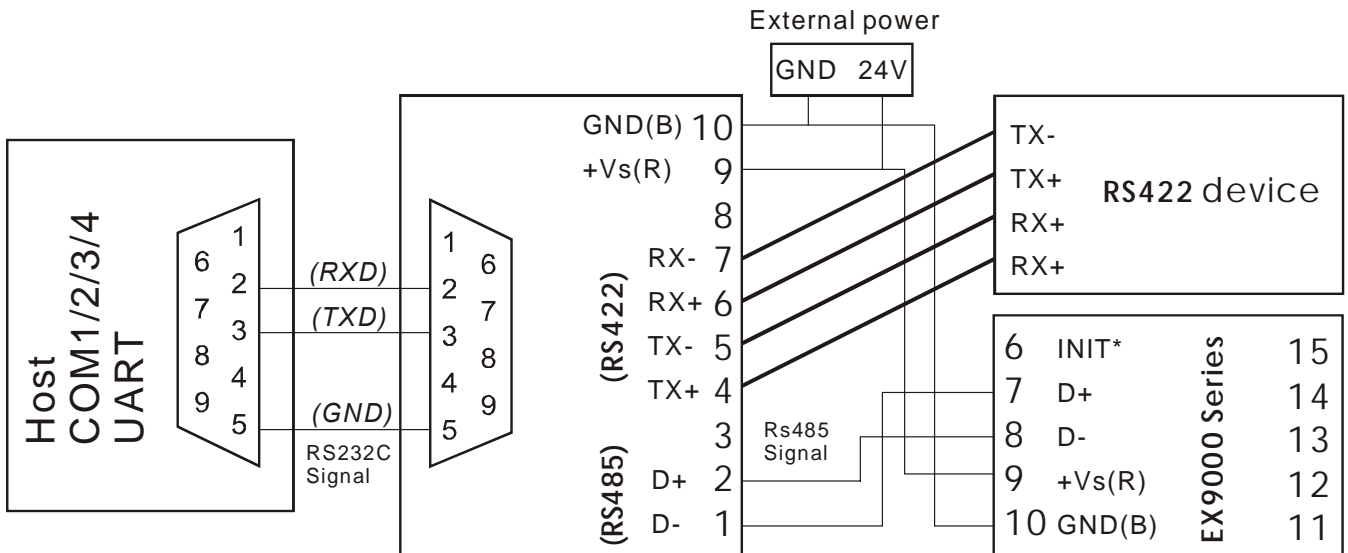 External power
GND 24V
Host
COM1/2/3/4
UART
1
2
3
4
5
6
7
8
9
(RXD)
(TXD)
(GND)
RS232C
Signal
1
2
3
4
5
6
7
8
9
GND(B) 10
+Vs(R) 9
8
(RS422)
RX- 7
RX+ 6
TX- 5
TX+ 4
3
(RS485)
D+ 2
D- 1
Rs485
Signal
TX-
TX+
RX+
RX+
RS422 device
6 INIT*
7 D+
8 D-
9 +Vs(R)
10 GND(B)
EX9000 Series
15
14
13
12
11